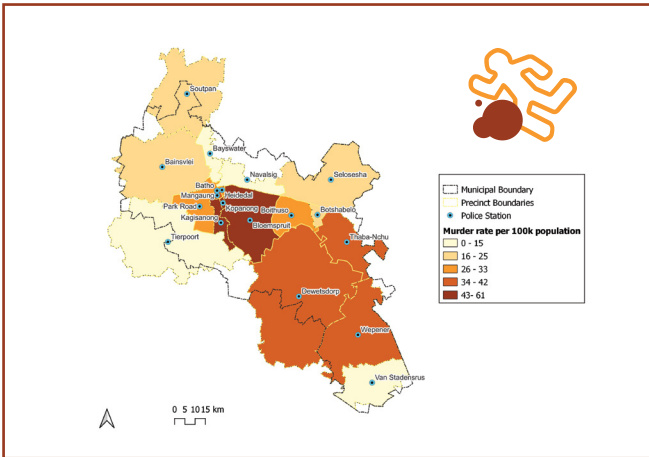 Soutpan
Bayswater
Bainsvlei
Navalsig
Selosesha
Batho
Heidedal
Mangaung
Park Road
Kopanong
Boithuso
Botshabelo
Kagisanong
Bloemspruit
Tierpoort
Thaba-Nchu
Dewetsdorp
Wepener
Van Stadensrus
0 5 10 15 km
Municipal Boundary
Precinct Boundaries
Police Station
Murder rate per 100k population
0 - 15
16 - 25
26 - 33
34 - 42
43- 61